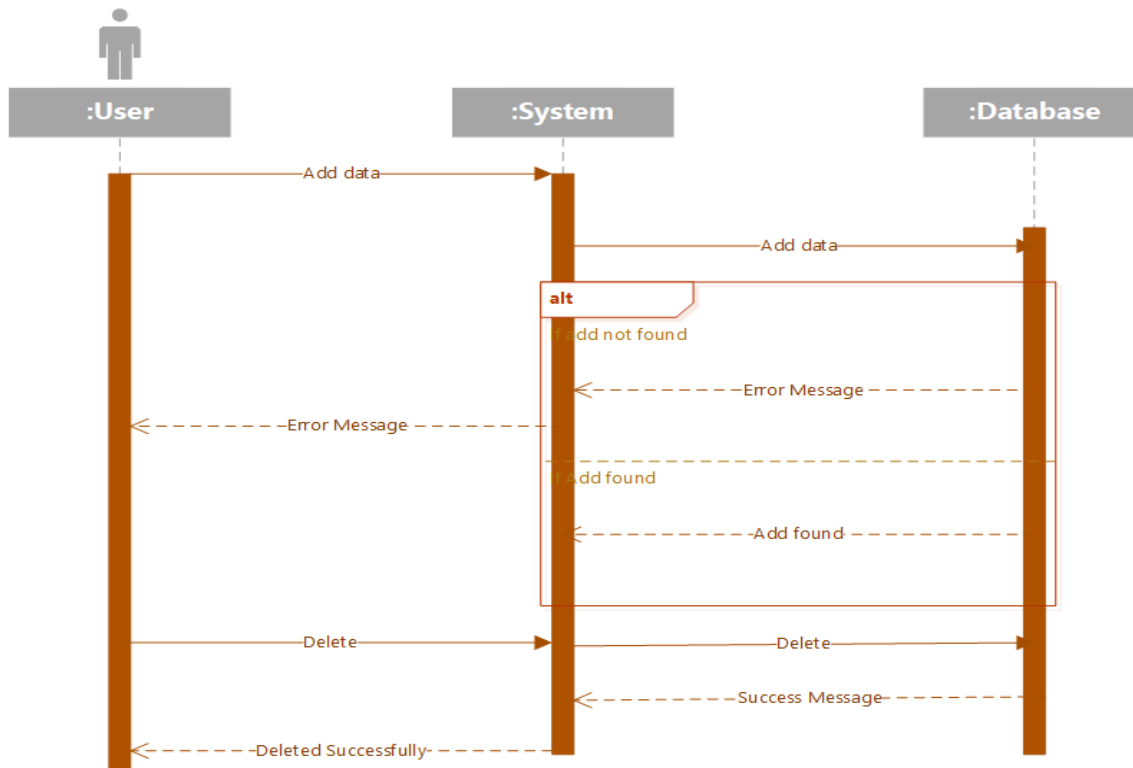 :User
:System
:Database
Add data
Add data
alt
f add not found
Error Message
Error Message
f Add found
Add found
Delete
Delete
Success Message
Deleted Successfully